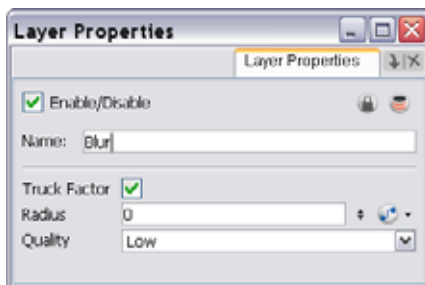 Layer Properties
Layer Properties
Enable/Disable
Name: Blur
Truck Factor
Radius 0
Quality Low